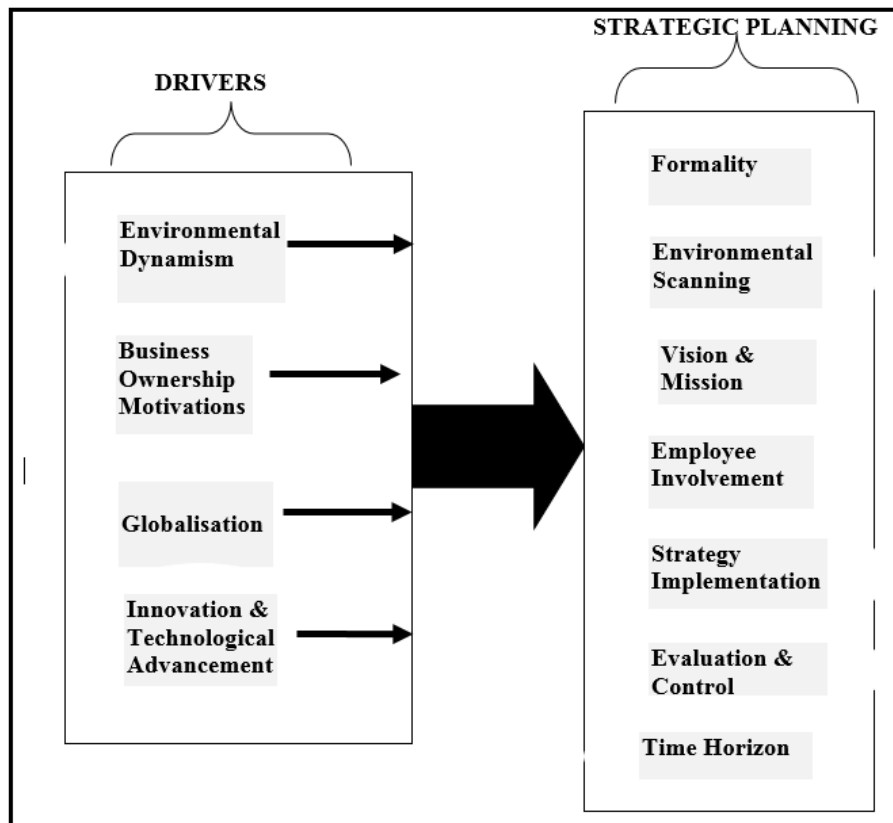 DRIVERS
Environmental
Dynamism
Business
Ownership
Motivations
Globalisation
Innovation &
Technological
Advancement
STRATEGIC PLANNING
Formality
Environmental
Scanning
Vision &
Mission
Employee
Involvement
Strategy
Implementation
Evaluation &
Control
Time Horizon